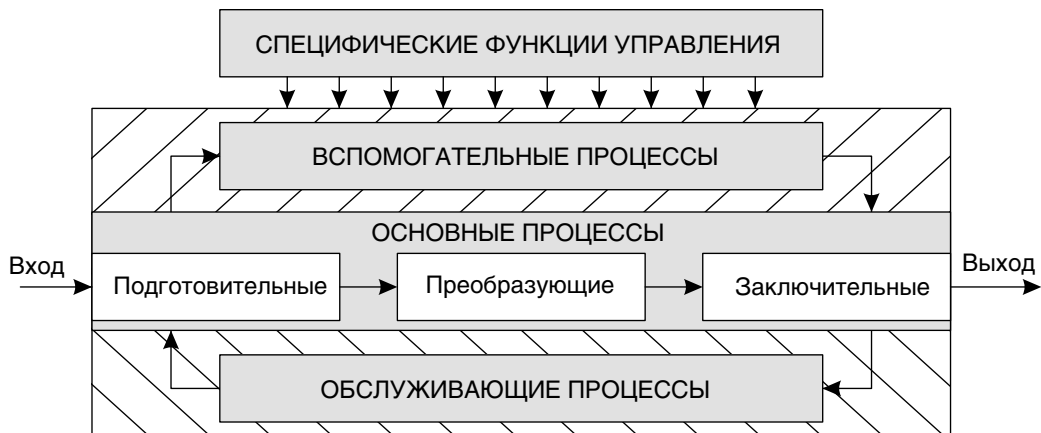 СПЕЦИФИЧЕСКИЕ ФУНКЦИИ УПРАВЛЕНИЯ
ВСПОМОГАТЕЛЬНЫЕ ПРОЦЕССЫ
ОСНОВНЫЕ ПРОЦЕССЫ
Вход
Подготовительные
Преобразующие
Заключительные
Выход
ОБСЛУЖИВАЮЩИЕ ПРОЦЕССЫ